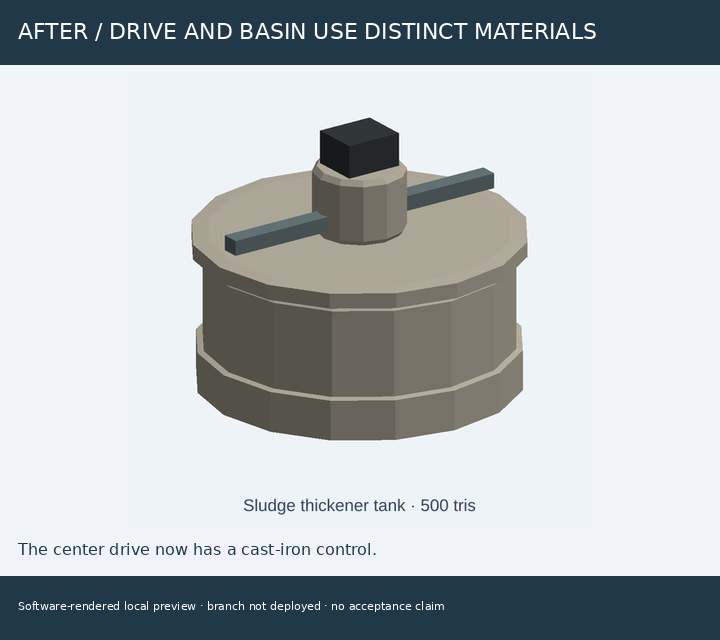 AFTER / DRIVE AND BASIN USE DISTINCT MATERIALS
Sludge thickener tank · 500 tris
The center drive now has a cast-iron control.
Software-rendered local preview · branch not deployed · no acceptance claim